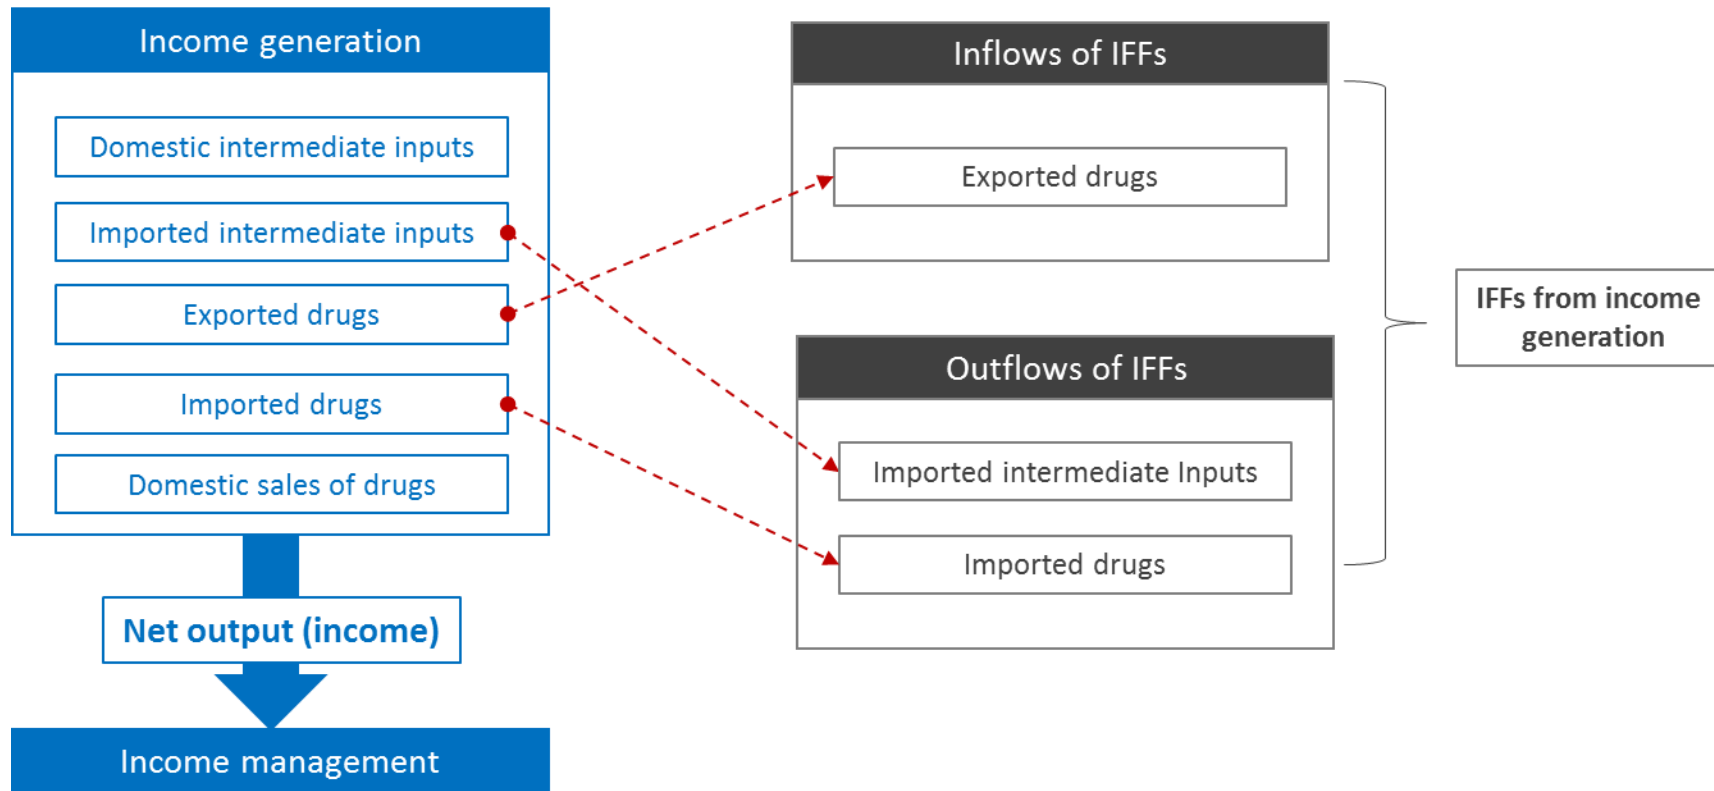 Income generation
Domestic intermediate inputs
Imported intermediate inputs
Exported drugs
Imported drugs
Domestic sales of drugs
Net output (income)
Income management
Inflows of IFFs
Exported drugs
Outflows of IFFs
Imported intermediate Inputs
Imported drugs
IFFs from income
generation